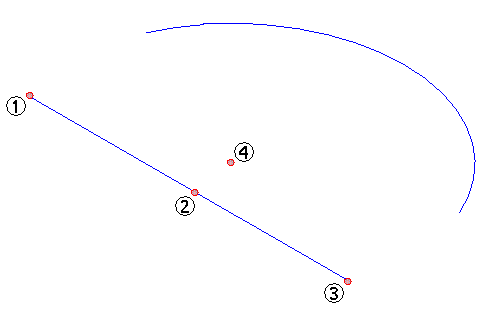 ①
④
②
③